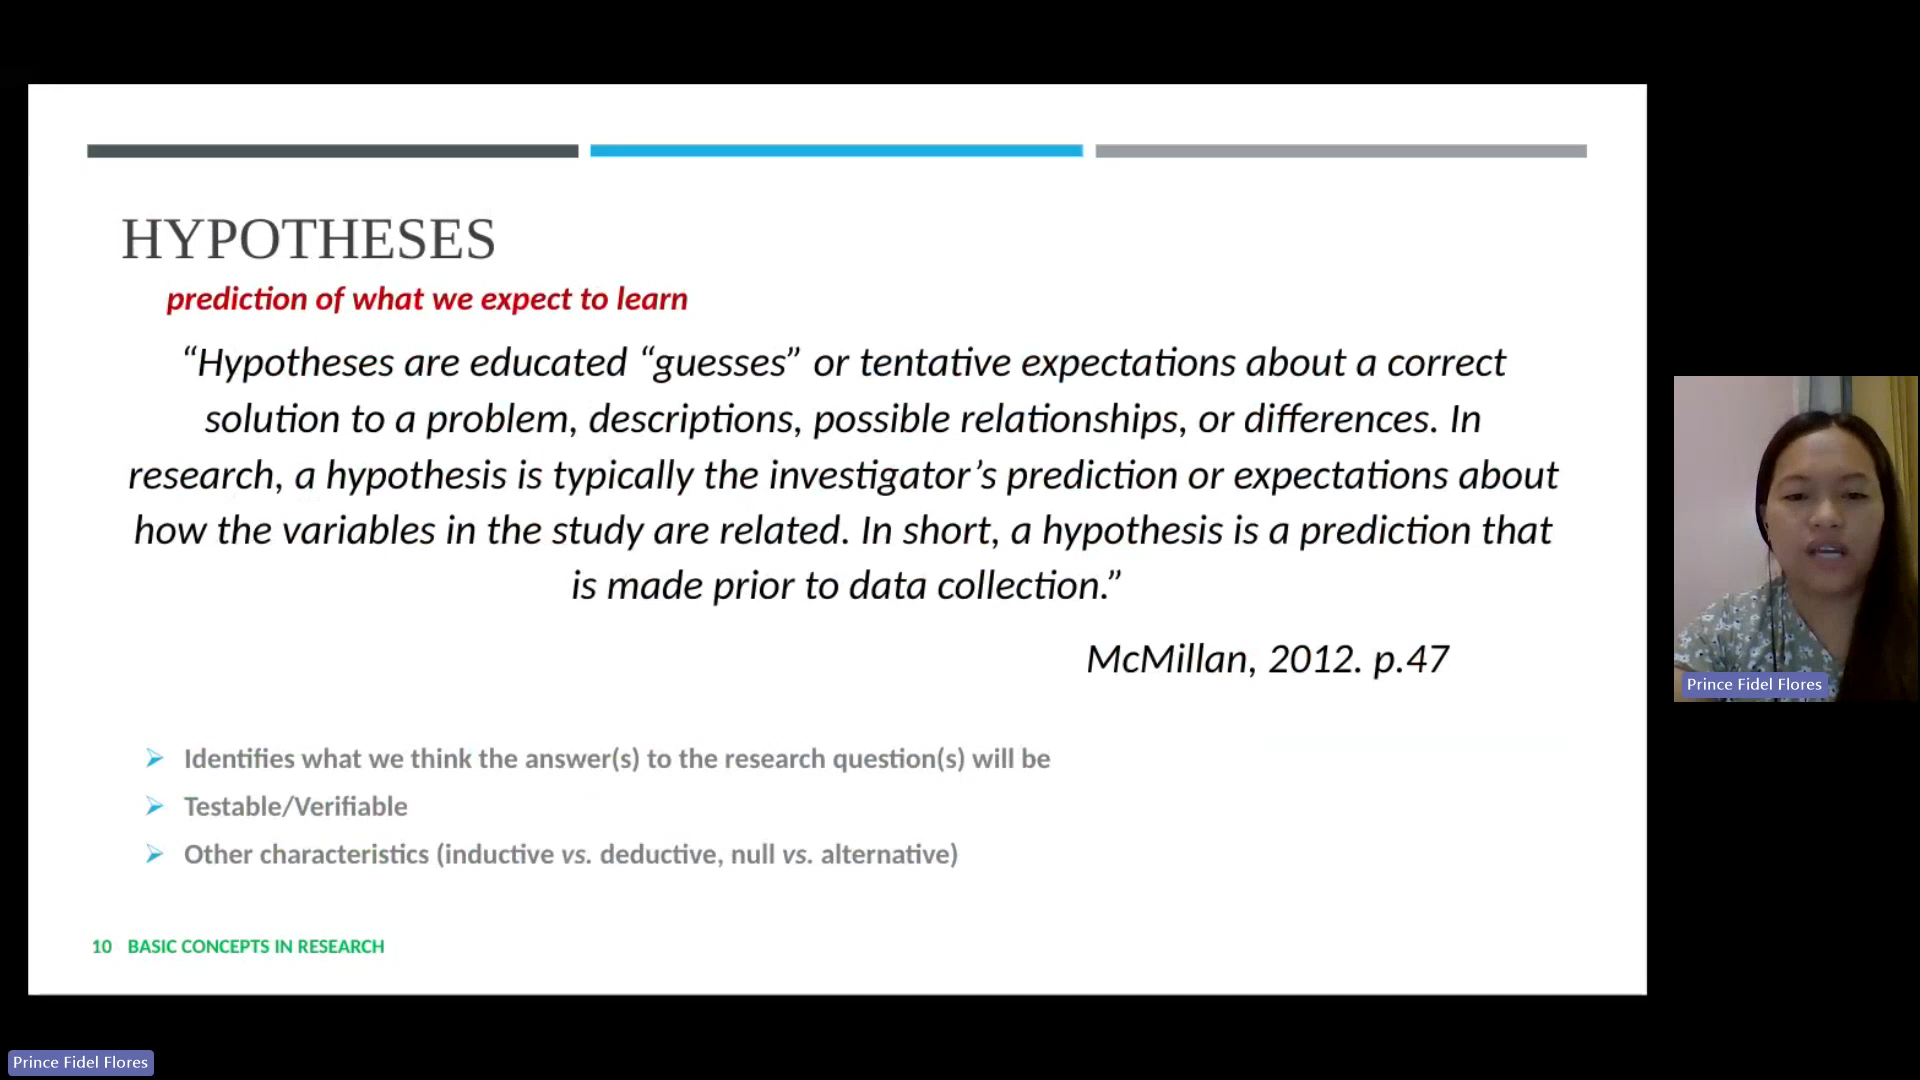 HYPOTHESES
prediction of what we expect to learn
“Hypotheses are educated “guesses” or tentative expectations about a correct
solution to a problem, descriptions, possible relationships, or differences. In
research, a hypothesis is typically the investigator’s prediction or expectations about
how the variables in the study are related. In short, a hypothesis is a prediction that
is made prior to data collection.”
McMillan, 2012. p.47
➢ Identifies what we think the answer(s) to the research question(s) will be
➢ Testable/Verifiable
➢ Other characteristics (inductive vs. deductive, null vs. alternative)
10 BASIC CONCEPTS IN RESEARCH
Prince Fidel Flores
Prince Fidel Flores